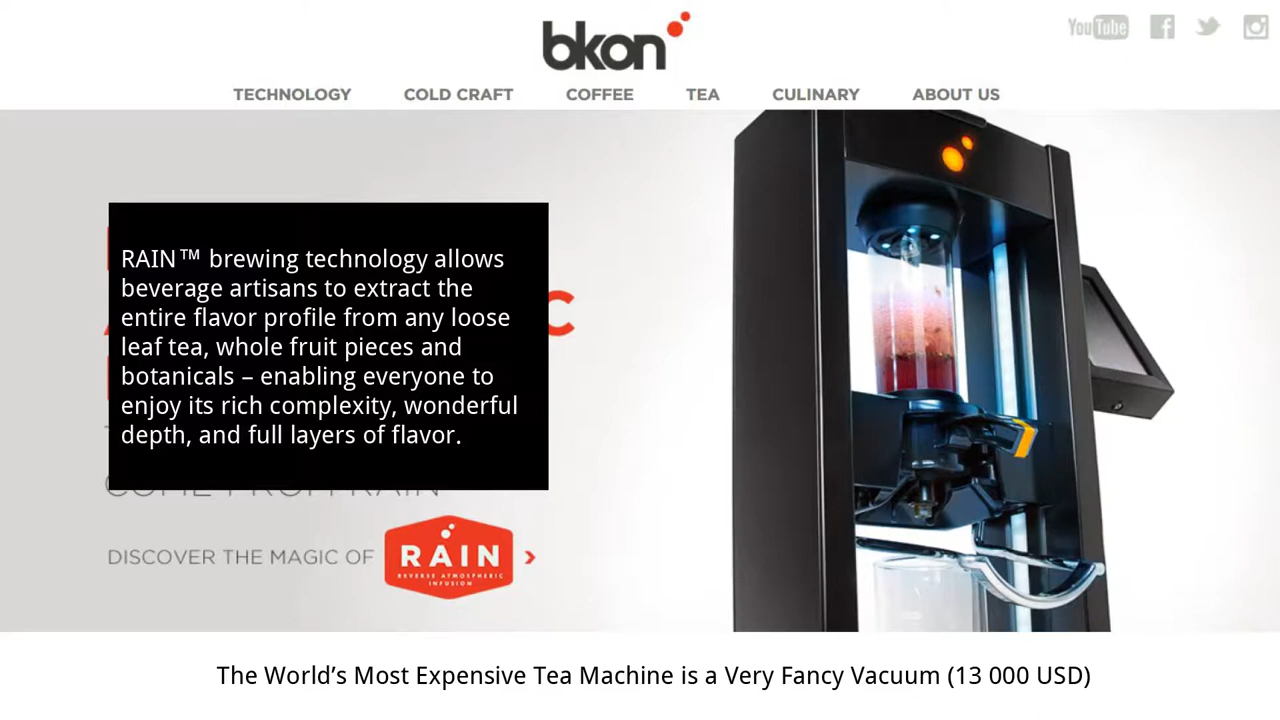 bkon
YouTube
TECHNOLOGY COLD CRAFT COFFEE TEA CULINARY ABOUT US
RAIN™ brewing technology allows
beverage artisans to extract the
entire flavor profile from any loose
leaf tea, whole fruit pieces and
botanicals – enabling everyone to
enjoy its rich complexity, wonderful
depth, and full layers of flavor.
DISCOVER THE MAGIC OF RAIN
REVERSE ATMOSPHERIC
INFUSION
The World’s Most Expensive Tea Machine is a Very Fancy Vacuum (13 000 USD)